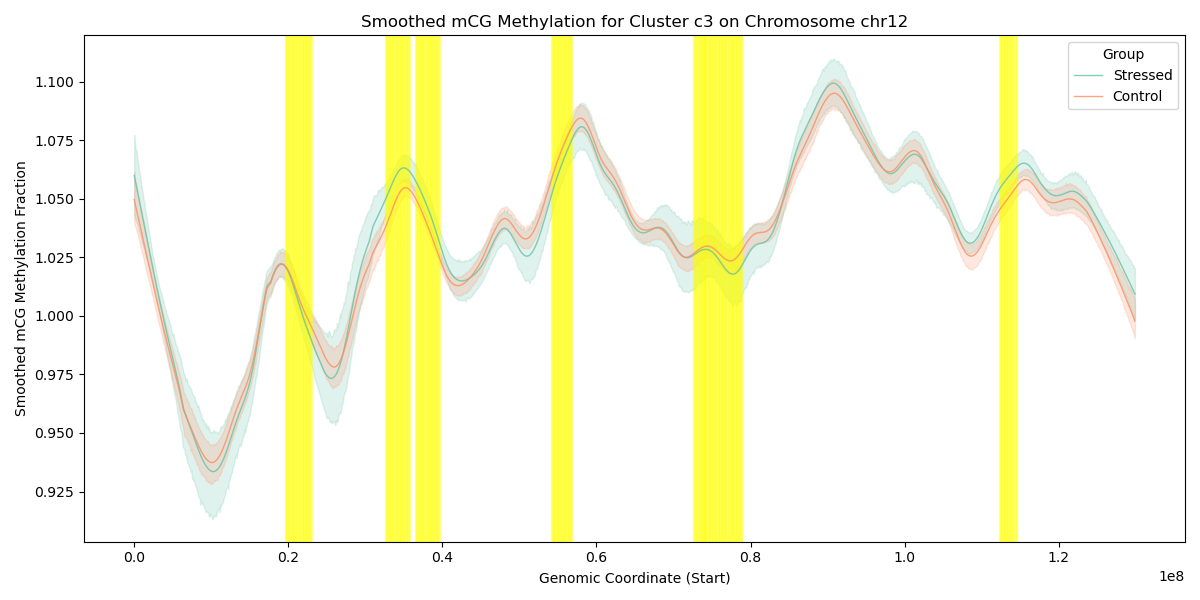 Smoothed mCG Methylation for Cluster c3 on Chromosome chr12
Group
Stressed
Control
1.100
1.075
1.050
1.025
1.000
0.975
0.950
0.925
Smoothed mCG Methylation Fraction
0.0 0.2 0.4 0.6 0.8 1.0 1.2
1e8
Genomic Coordinate (Start)